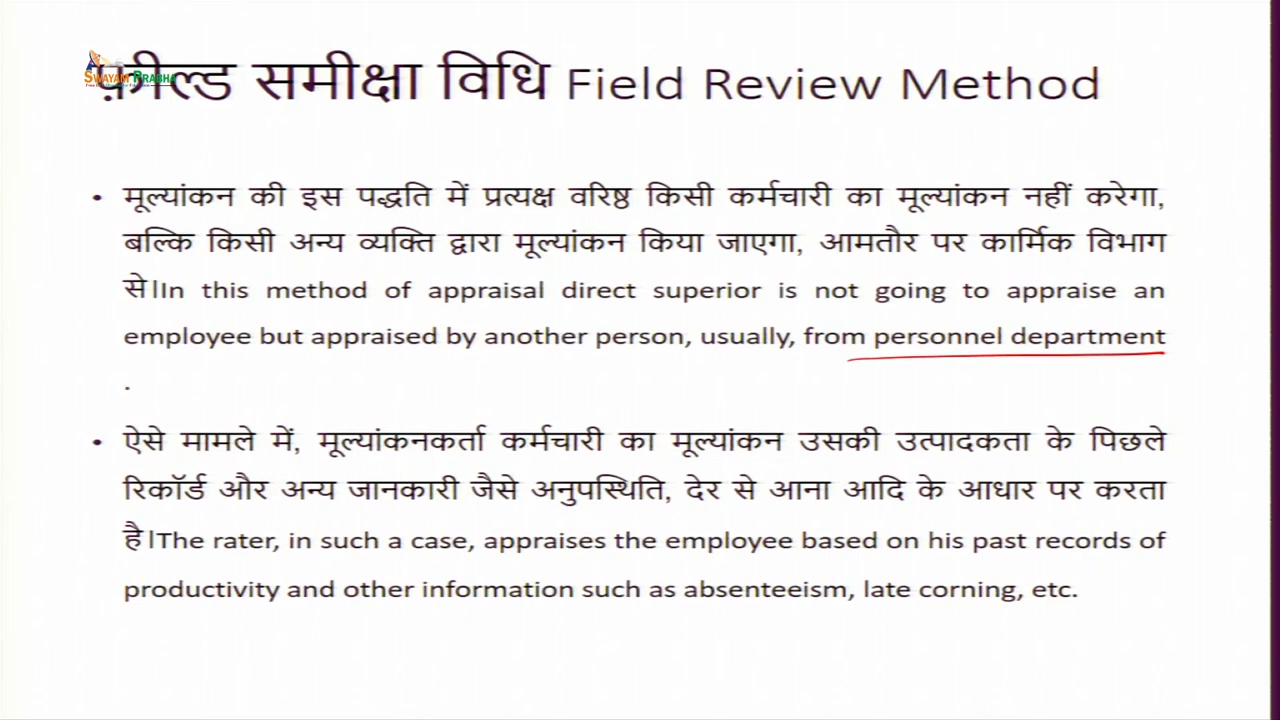 SWAYAM PRABHA
फ़ील्ड समीक्षा विधि Field Review Method
• मूल्यांकन की इस पद्धति में प्रत्यक्ष वरिष्ठ किसी कर्मचारी का मूल्यांकन नहीं करेगा,
बल्कि किसी अन्य व्यक्ति द्वारा मूल्यांकन किया जाएगा, आमतौर पर कार्मिक विभाग
से।In this method of appraisal direct superior is not going to appraise an
employee but appraised by another person, usually, from personnel department
.
• ऐसे मामले में, मूल्यांकनकर्ता कर्मचारी का मूल्यांकन उसकी उत्पादकता के पिछले
रिकॉर्ड और अन्य जानकारी जैसे अनुपस्थिति, देर से आना आदि के आधार पर करता
है।The rater, in such a case, appraises the employee based on his past records of
productivity and other information such as absenteeism, late corning, etc.